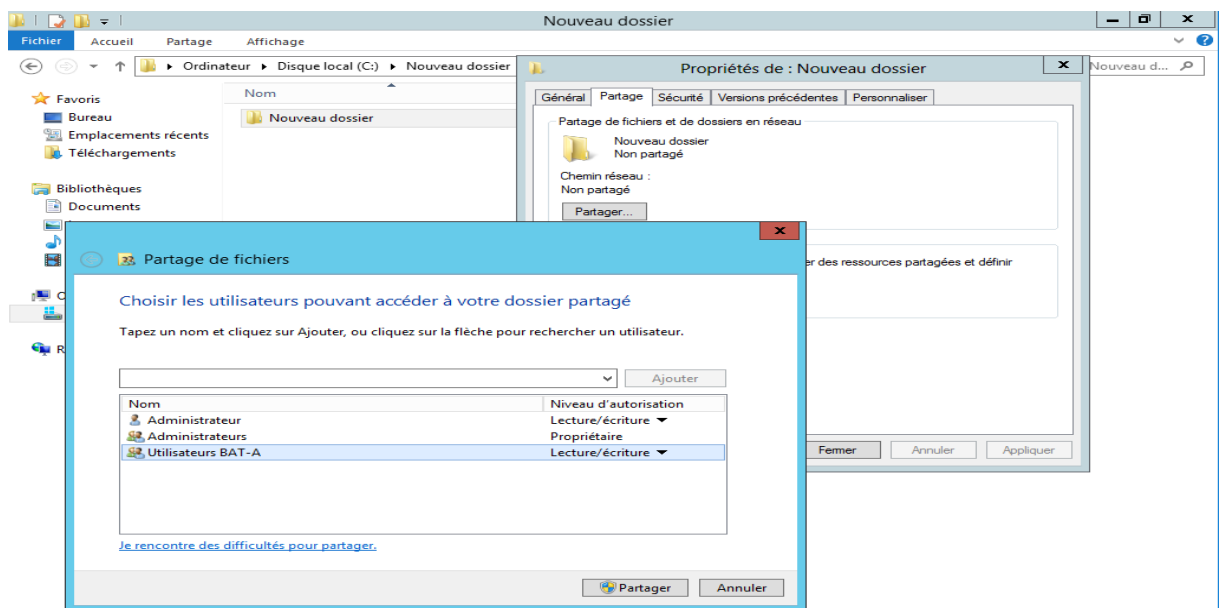 Nouveau dossier
Fichier Accueil Partage Affichage
Ordinateur Disque local (C:) Nouveau dossier
Nouveau d...
Favoris
Bureau
Emplacements récents
Téléchargements
Bibliothèques
Documents
Nom
Nouveau dossier
Propriétés de : Nouveau dossier
Général Partage Sécurité Versions précédentes Personnaliser
Partage de fichiers et de dossiers en réseau
Nouveau dossier
Non partagé
Chemin réseau :
Non partagé
Partager...
des ressources partagées et définir
Fermer Annuler Appliquer
Partage de fichiers
Choisir les utilisateurs pouvant accéder à votre dossier partagé
Tapez un nom et cliquez sur Ajouter, ou cliquez sur la flèche pour rechercher un utilisateur.
Ajouter
Nom Niveau d'autorisation
Administrateur Lecture/écriture
Administrateurs Propriétaire
Utilisateurs BAT-A Lecture/écriture
Je rencontre des difficultés pour partager.
Partager Annuler